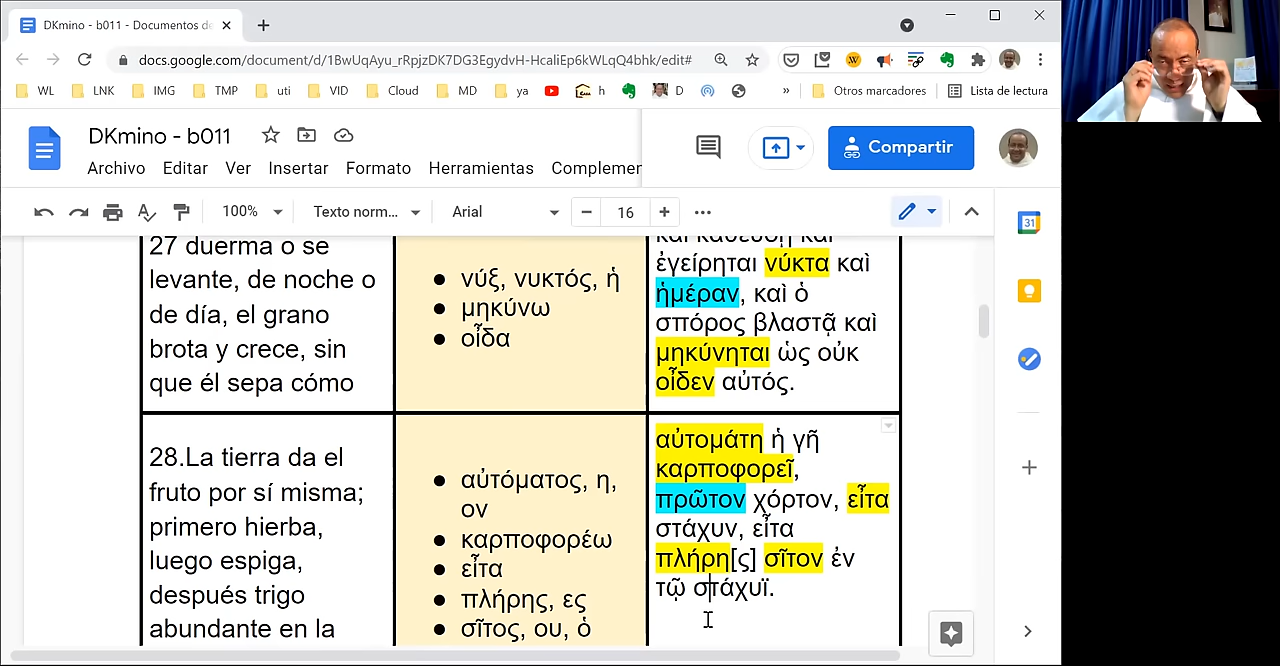 DKmino - b011 - Documentos de
docs.google.com/document/d/1BwUqAyu_rRpjzDK7DG3EgydvH-HcaliEp6kWLqQ4bhk/edit#
WL LNK IMG TMP uti VID Cloud MD ya h D » Otros marcadores Lista de lectura
DKmino - b011
Archivo Editar Ver Insertar Formato Herramientas Complemen
Compartir
100% Texto norm... Arial 16
31
27 duerma o se
levante, de noche o
de día, el grano
brota y crece, sin
que él sepa cómo
● νύξ, νυκτός, ἡ
● μηκύνω
● οἶδα
καὶ καθεύδῃ καὶ
ἐγείρηται νύκτα καὶ
ἡμέραν, καὶ ὁ
σπόρος βλαστᾷ καὶ
μηκύνηται ὡς οὐκ
οἶδεν αὐτός.
28.La tierra da el
fruto por sí misma;
primero hierba,
luego espiga,
después trigo
abundante en la
● αὐτόματος, η,
ον
● καρποφορέω
● εἶτα
● πλήρης, ες
● σῖτος, ου, ὁ
αὐτομάτη ἡ γῆ
καρποφορεῖ,
πρῶτον χόρτον, εἶτα
στάχυν, εἶτα
πλήρη[ς] σῖτον ἐν
τῷ στάχυϊ.